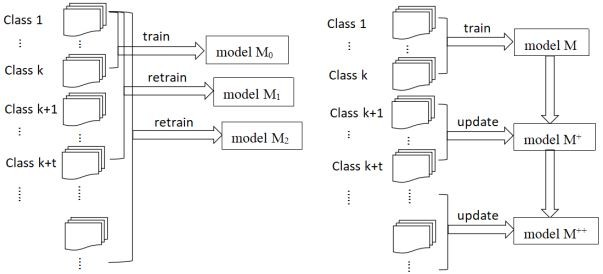 Class 1
⋮
⋮
Class k
Class k+1
⋮
⋮
Class k+t
⋮
⋮
⋮
train
model M₀
retrain
model M₁
retrain
model M₂
Class 1
⋮
⋮
Class k
Class k+1
⋮
⋮
Class k+t
⋮
⋮
⋮
train
model M
update
model M⁺
update
model M⁺⁺